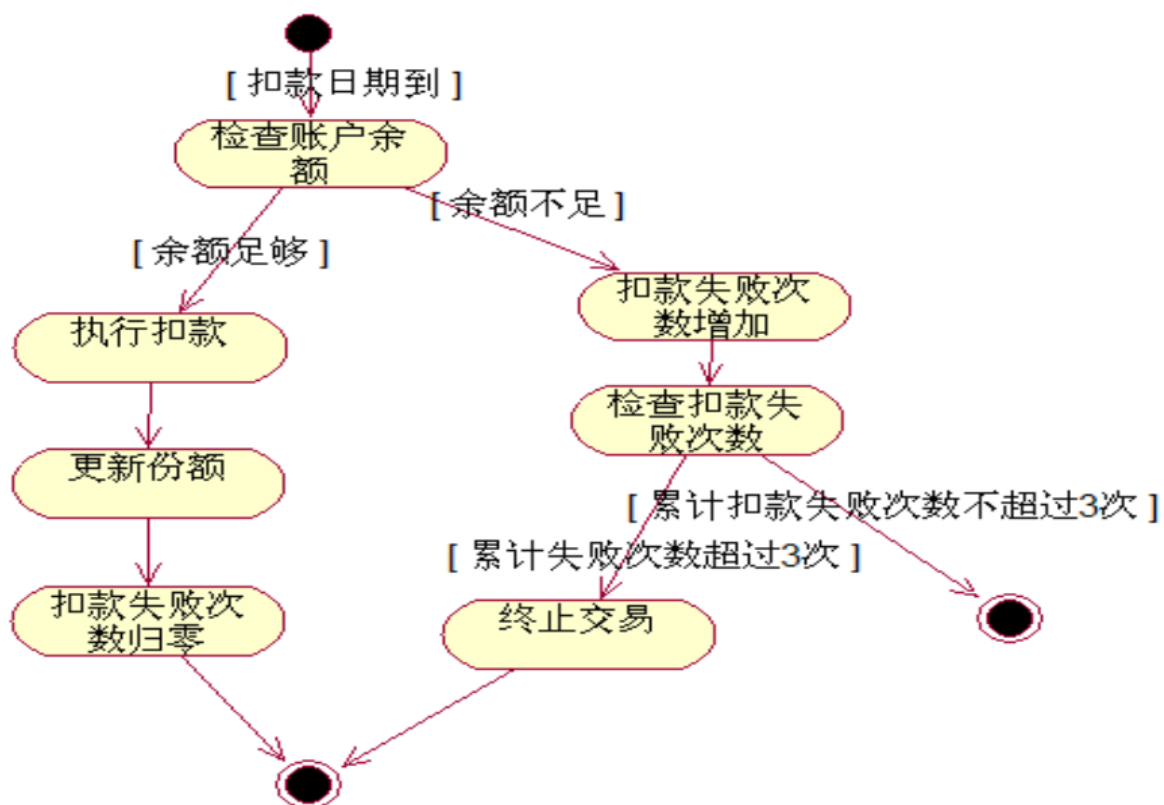 [ 扣款日期到 ]
检查账户余
额
[ 余额不足 ]
[ 余额足够 ]
扣款失败次
数增加
执行扣款
检查扣款失
败次数
更新份额
[ 累计扣款失败次数不超过3次 ]
[ 累计失败次数超过3次 ]
扣款失败次
数归零
终止交易